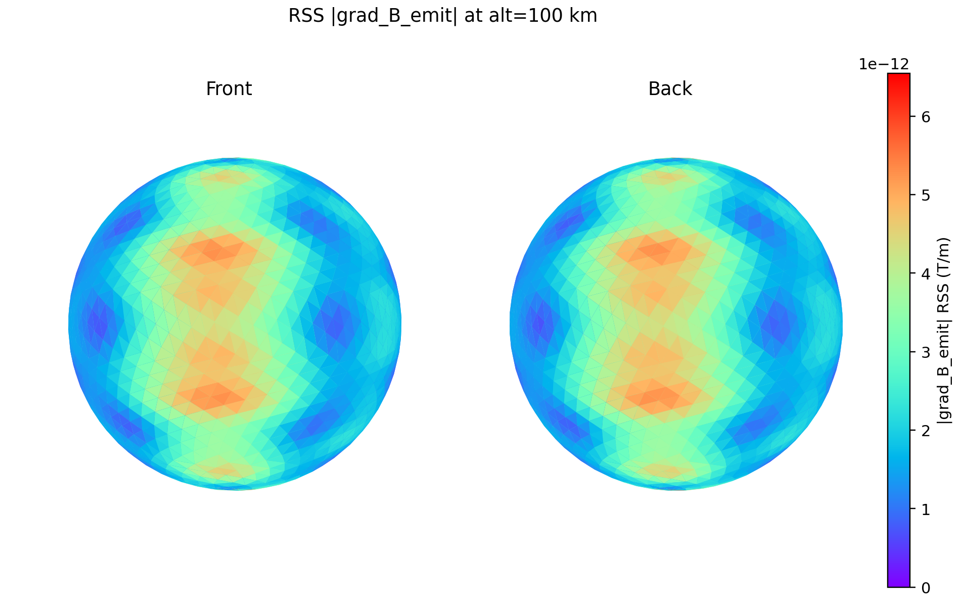 RSS |grad_B_emit| at alt=100 km
Front
Back
1e−12
6
5
4
3
2
1
0
|grad_B_emit| RSS (T/m)